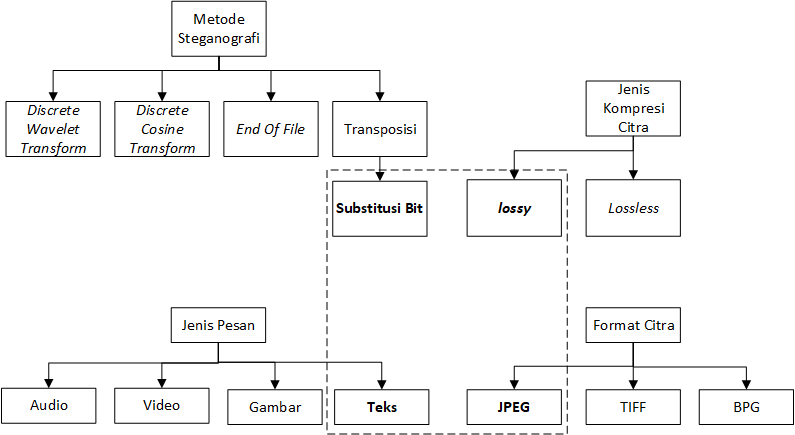 Metode
Steganografi
Discrete
Wavelet
Transform
Discrete
Cosine
Transform
End Of File
Transposisi
Jenis
Kompresi
Citra
Substitusi Bit
lossy
Lossless
Jenis Pesan
Format Citra
Audio
Video
Gambar
Teks
JPEG
TIFF
BPG